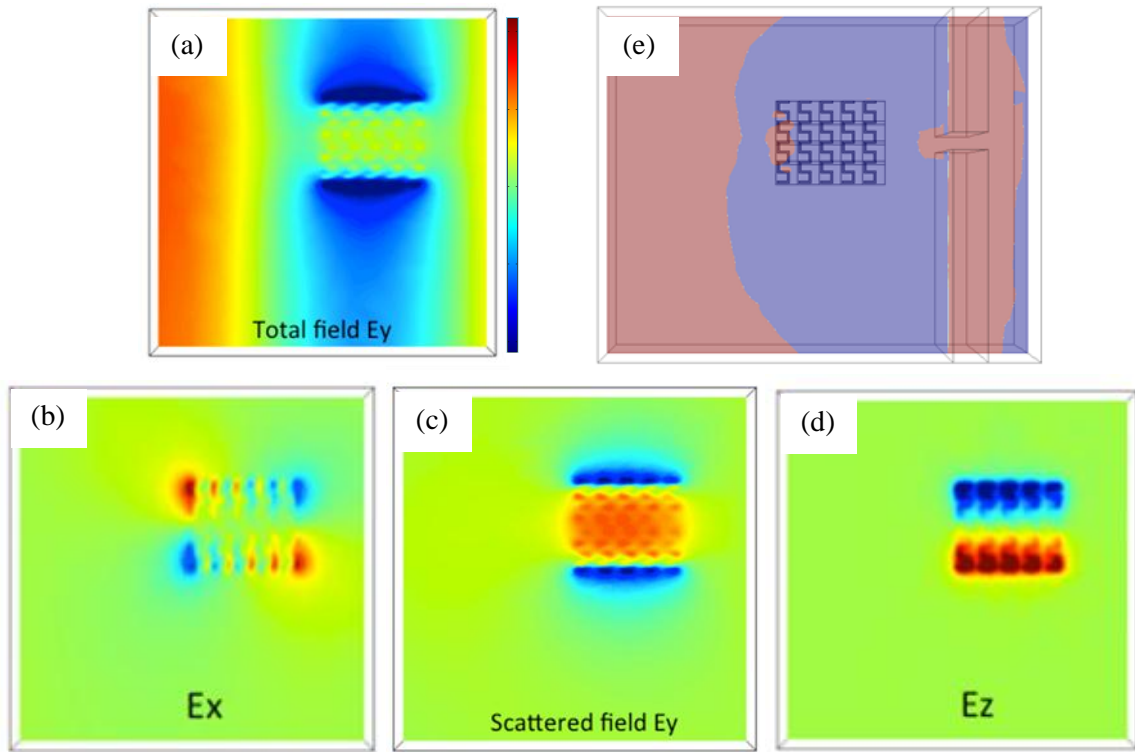 (a)
(e)
Total field Ey
(b)
(c)
(d)
Ex
Scattered field Ey
Ez